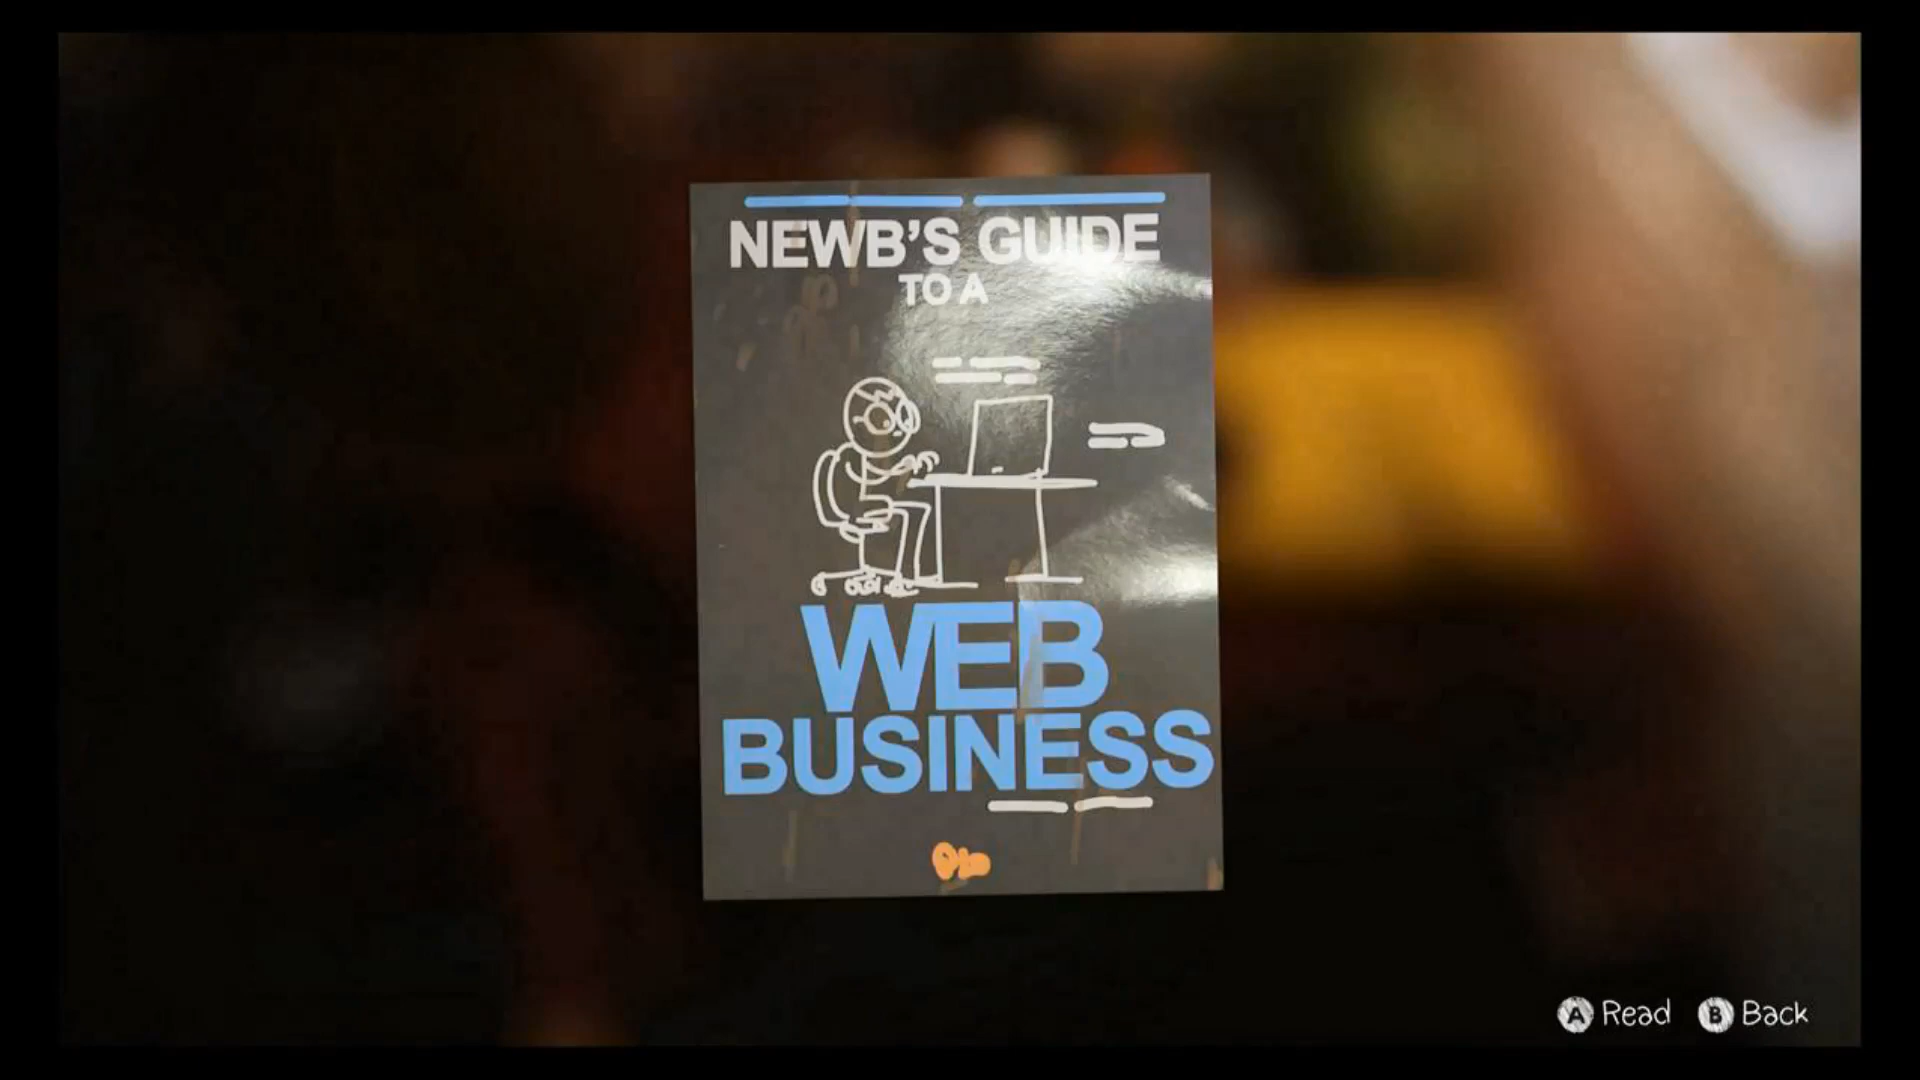 NEWB'S GUIDE
TO A
WEB
BUSINESS
A Read B Back